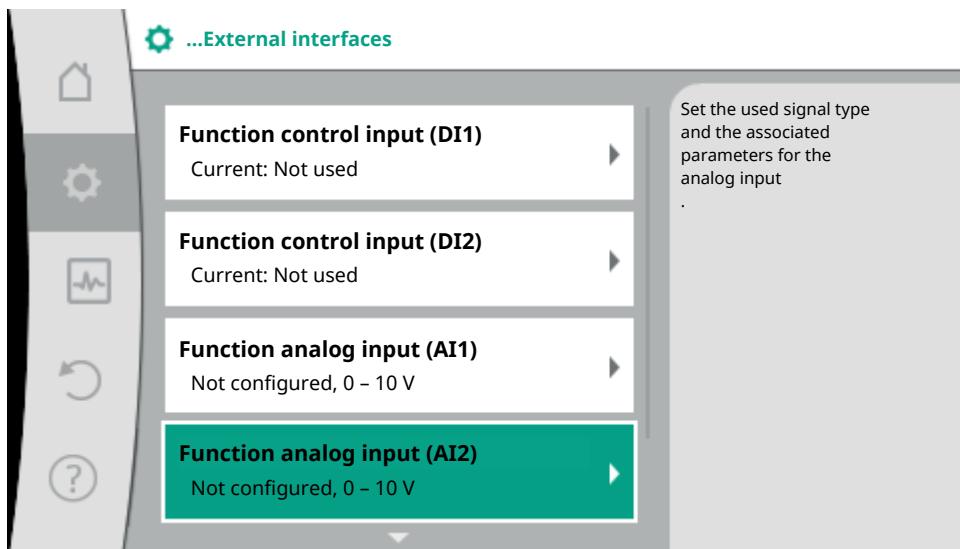 ...External interfaces
Function control input (DI1)
Current: Not used
Function control input (DI2)
Current: Not used
Function analog input (AI1)
Not configured, 0 – 10 V
Function analog input (AI2)
Not configured, 0 – 10 V
Set the used signal type
and the associated
parameters for the
analog input
.
?